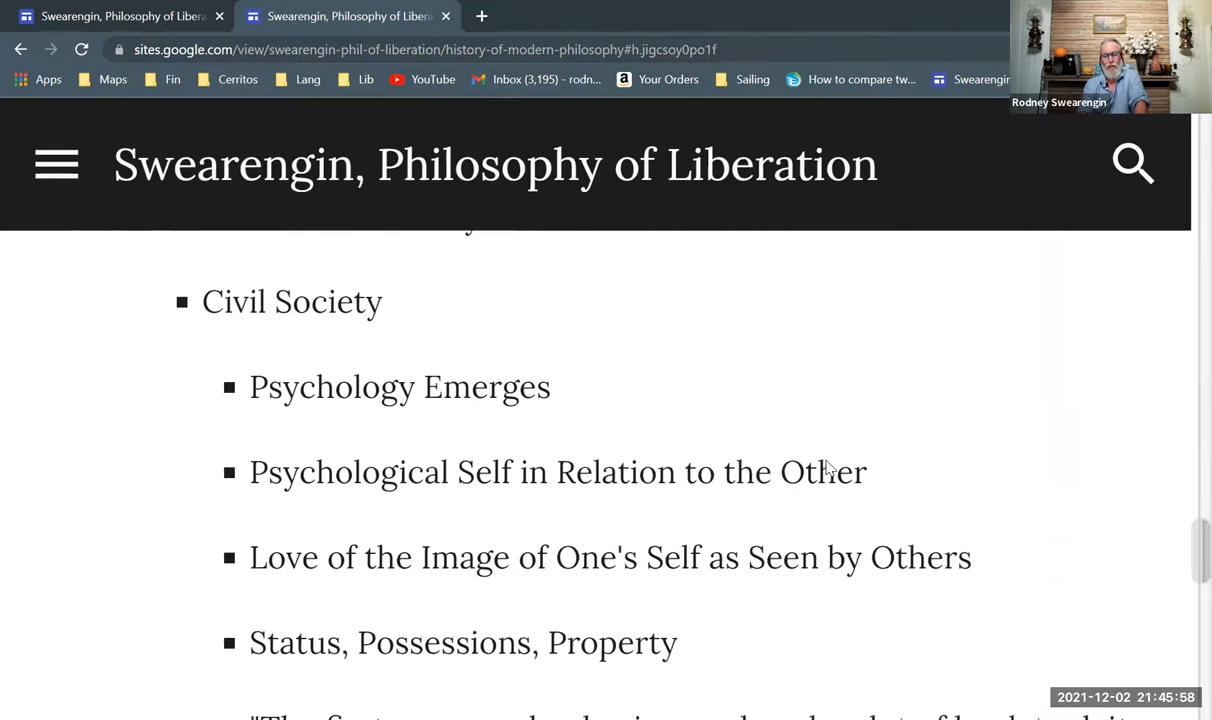 Swearengin, Philosophy of Libera
Swearengin, Philosophy of Libera
sites.google.com/view/swearengin-phil-of-liberation/history-of-modern-philosophy#h.jigcsoy0po1f
Apps Maps Fin Cerritos Lang Lib YouTube Inbox (3,195) - rodn... Your Orders Sailing How to compare tw... Swearengin
Rodney Swearengin
Swearengin, Philosophy of Liberation
Civil Society
Psychology Emerges
Psychological Self in Relation to the Other
Love of the Image of One's Self as Seen by Others
Status, Possessions, Property
2021-12-02 21:45:58